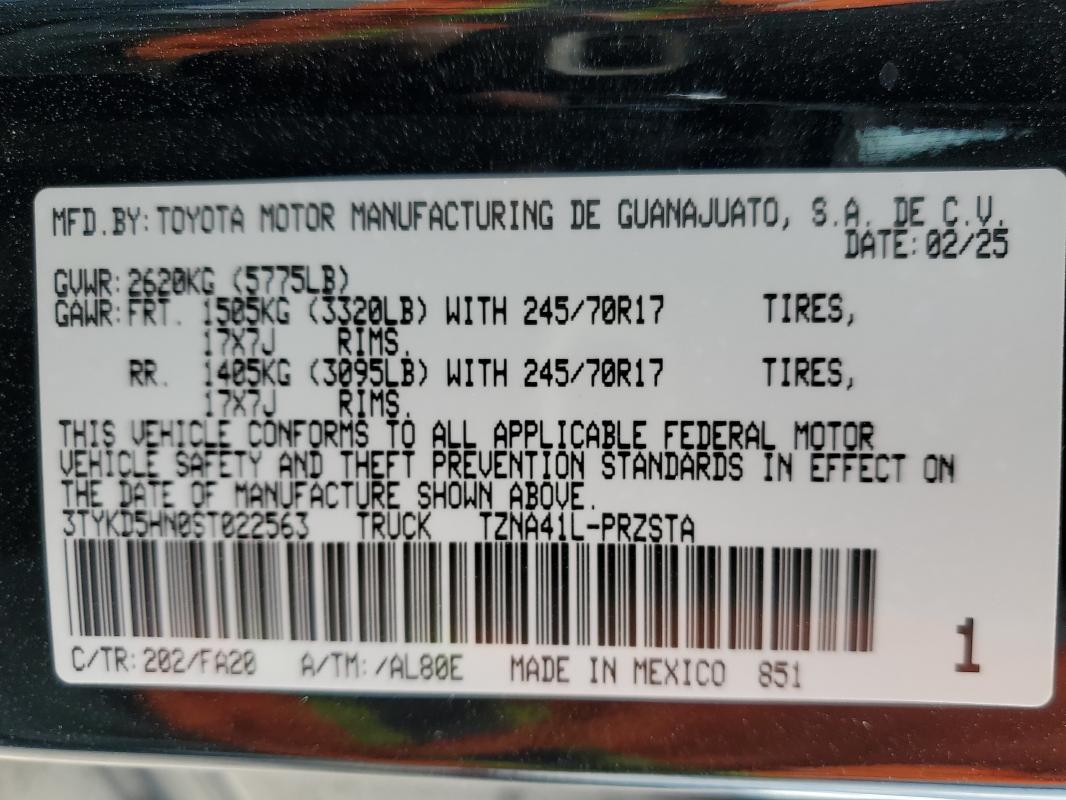 MFD.BY:TOYOTA MOTOR MANUFACTURING DE GUANAJUATO, S.A. DE C.V.
DATE:02/25
GVWR:2620KG (5775LB)
GAWR:FRT. 1505KG (3320LB) WITH 245/70R17 TIRES,
17X7J RIMS.
RR. 1405KG (3095LB) WITH 245/70R17 TIRES,
17X7J RIMS.
THIS VEHICLE CONFORMS TO ALL APPLICABLE FEDERAL MOTOR
VEHICLE SAFETY AND THEFT PREVENTION STANDARDS IN EFFECT ON
THE DATE OF MANUFACTURE SHOWN ABOVE.
3TYKD5HN0ST022563 TRUCK TZNA41L-PRZSTA
C/TR:202/FA20 A/TM:/AL80E MADE IN MEXICO 851
1